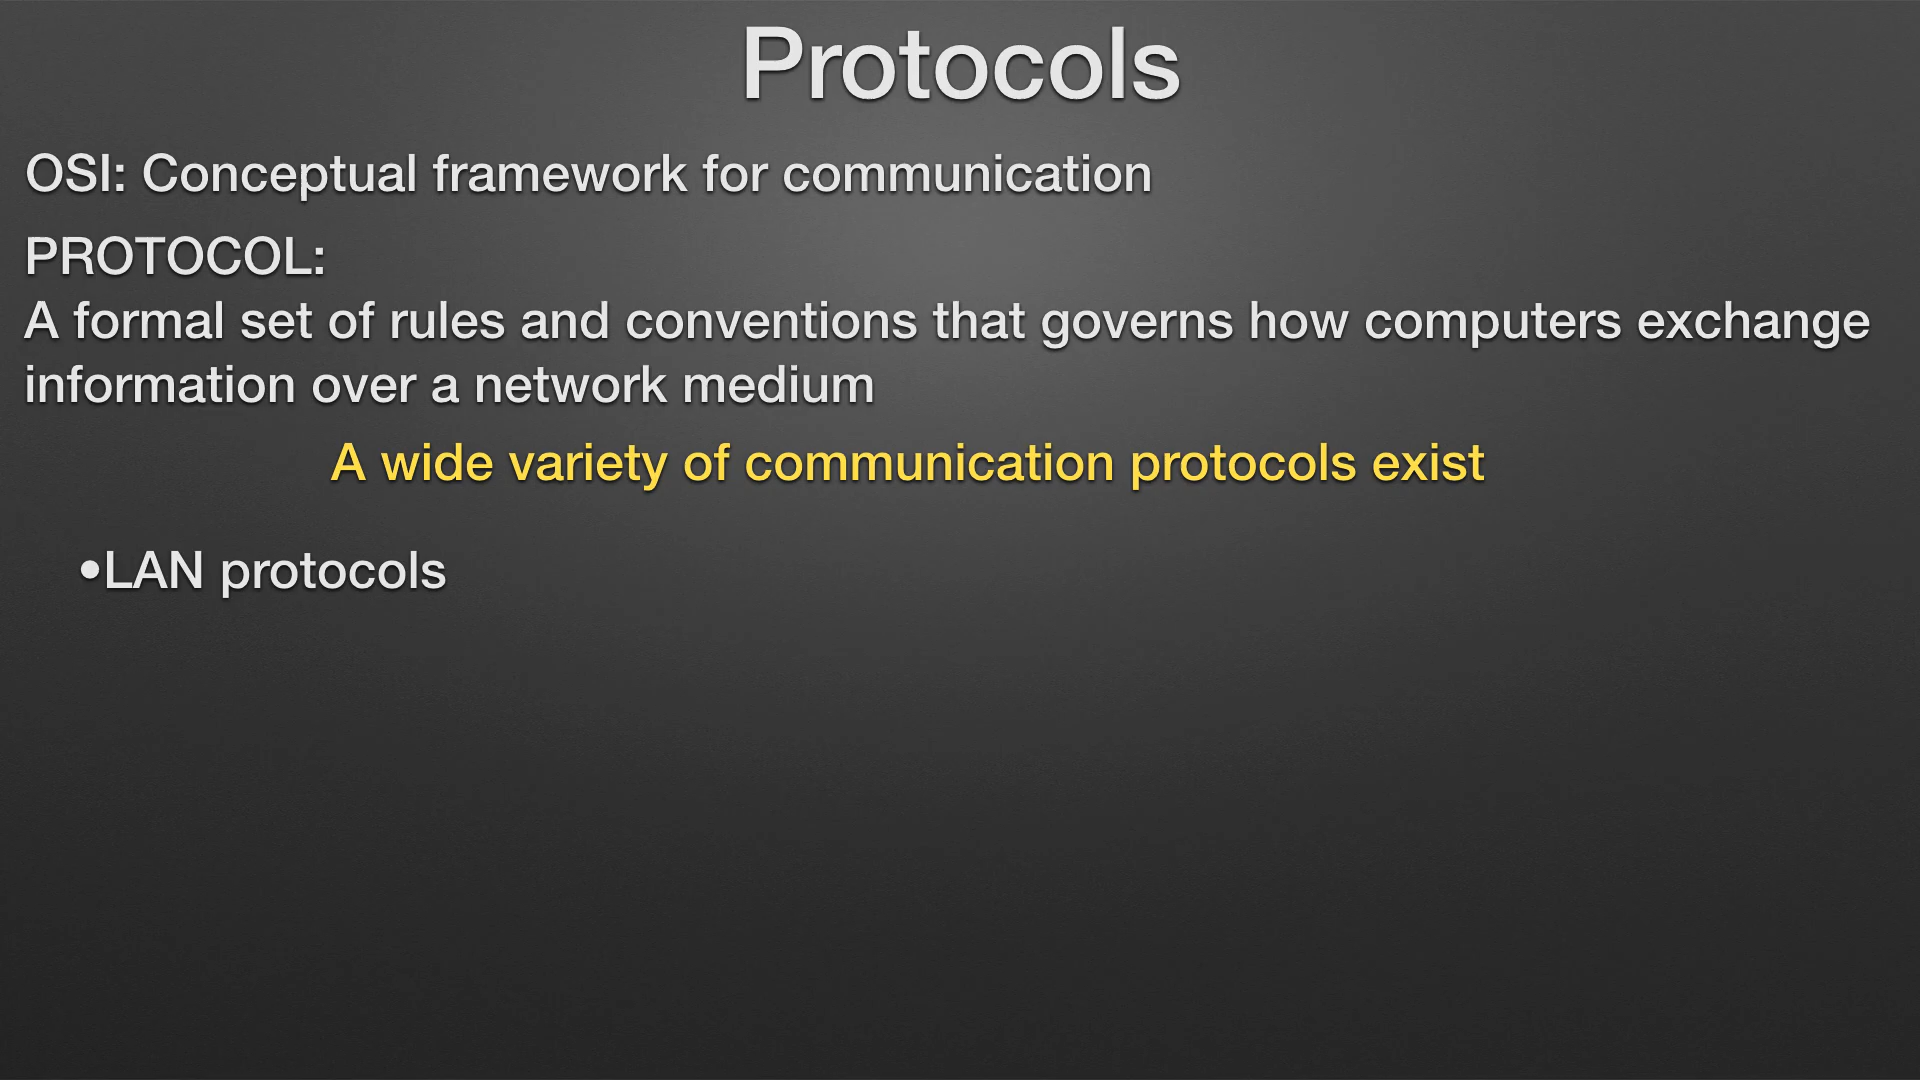 Protocols
OSI: Conceptual framework for communication
PROTOCOL:
A formal set of rules and conventions that governs how computers exchange
information over a network medium
A wide variety of communication protocols exist
•LAN protocols